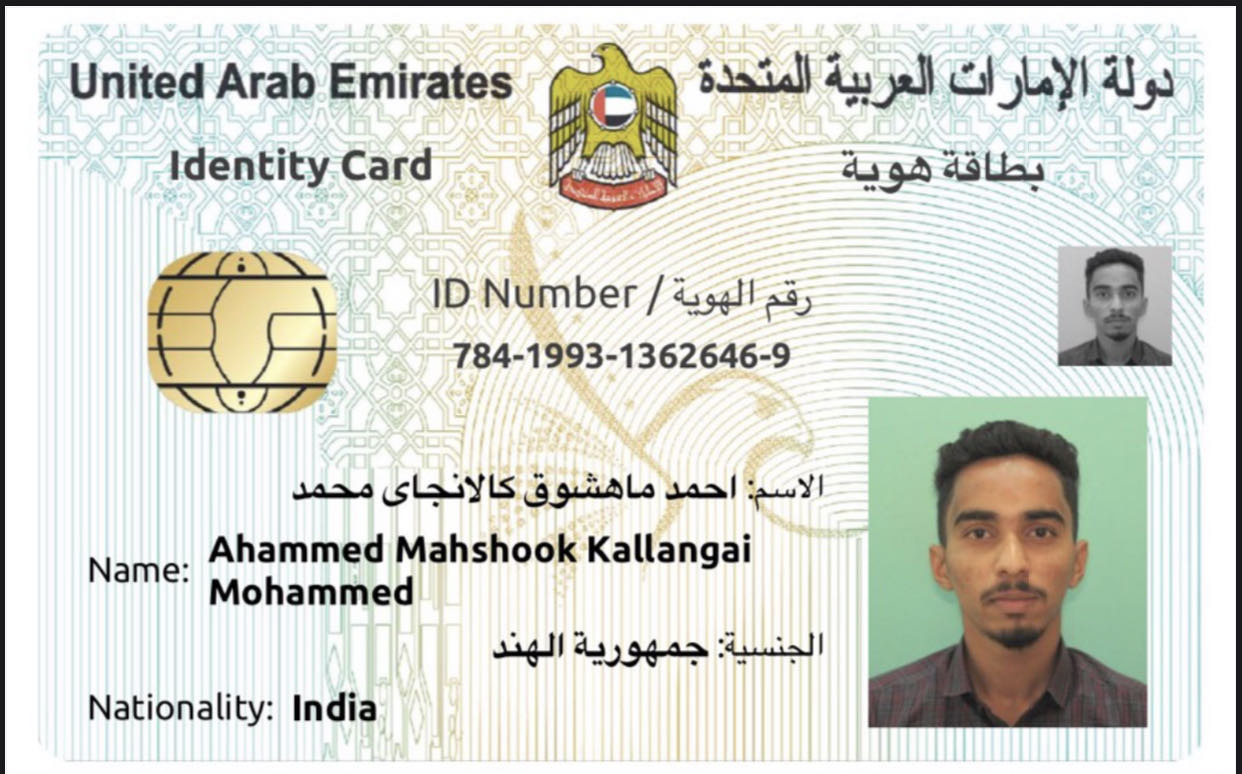 United Arab Emirates
دولة الإمارات العربية المتحدة
Identity Card
بطاقة هوية
ID Number / رقم الهوية
784-1993-1362646-9
الاسم: احمد ماهشوق كالانجاى محمد
Name: Ahammed Mahshook Kallangai
Mohammed
الجنسية: جمهورية الهند
Nationality: India